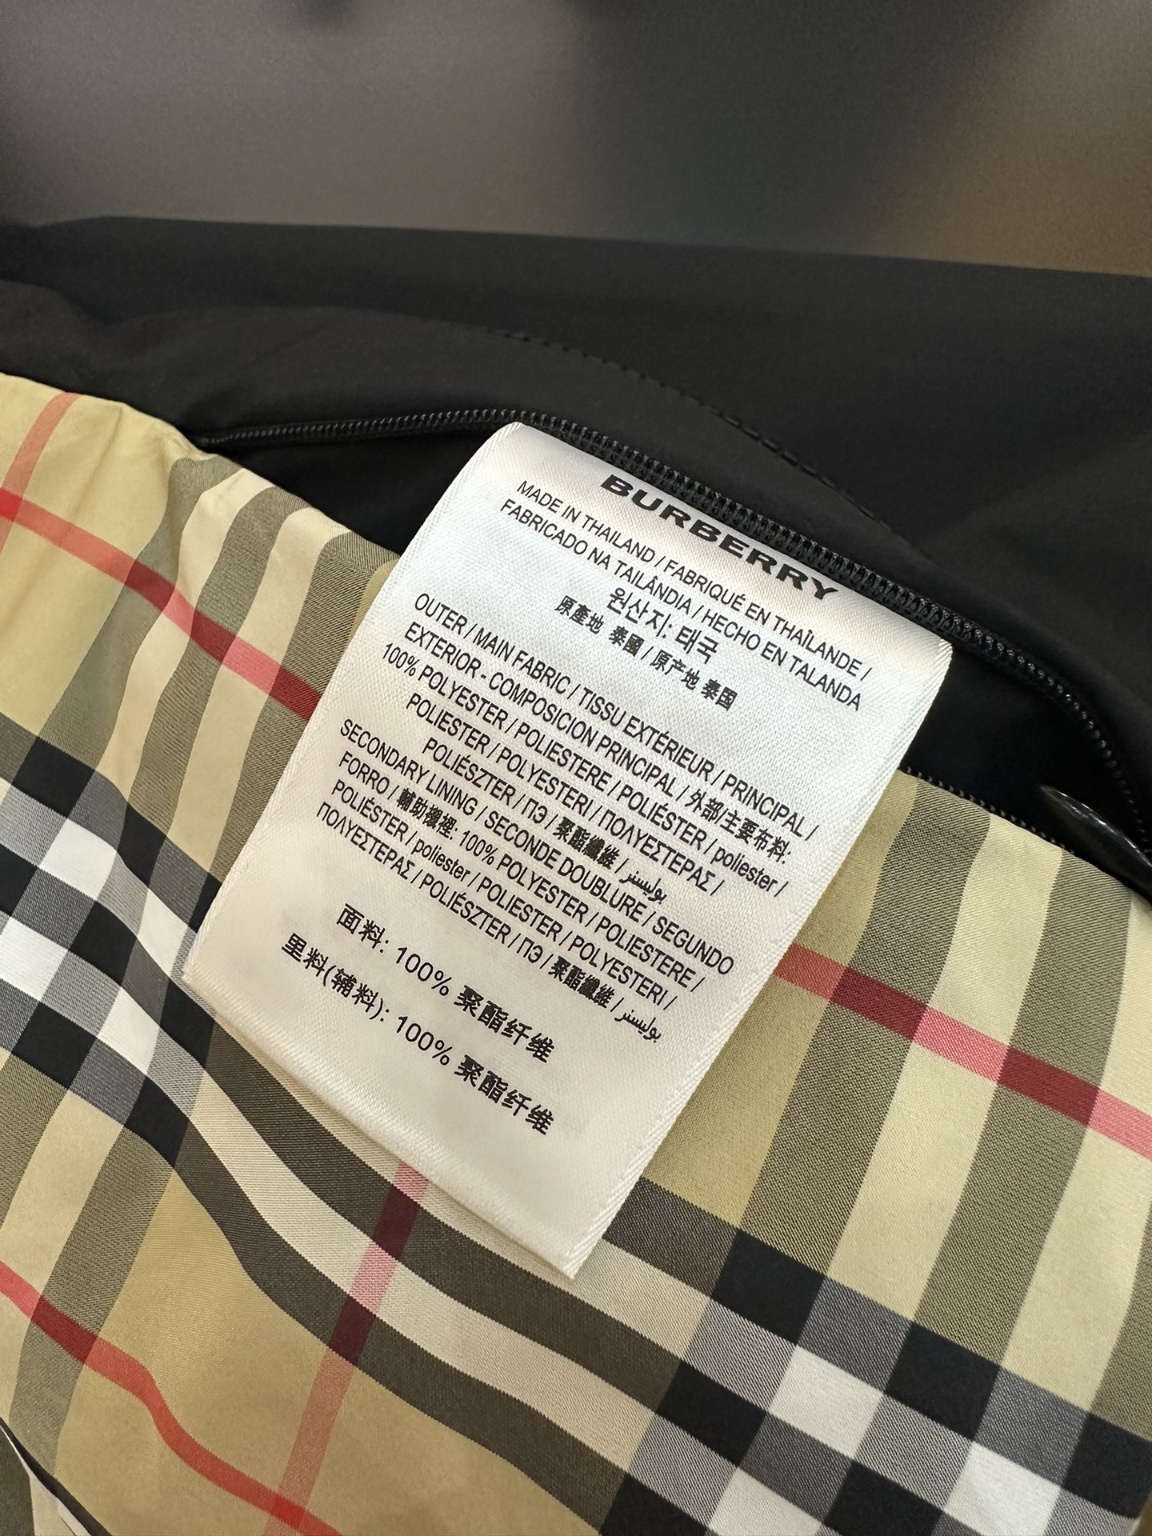 BURBERRY
MADE IN THAILAND / FABRIQUÉ EN THAÏLANDE /
FABRICADO NA TAILÂNDIA / HECHO EN TALANDA
원산지: 태국
原產地 泰國 / 原产地 泰国
OUTER / MAIN FABRIC / TISSU EXTÉRIEUR / PRINCIPAL /
EXTERIOR - COMPOSICION PRINCIPAL / 外部/主要布料:
100% POLYESTER / POLIESTERE / POLIÉSTER / poliester /
POLIESTER / POLYESTERI / ΠΟΛΥΕΣΤΕΡΑΣ /
POLIÉSZTER / ПЭ / 聚酯纖維 / بوليستر
SECONDARY LINING / SECONDE DOUBLURE / SEGUNDO
FORRO / 輔助襯裡: 100% POLYESTER / POLIESTERE /
POLIÉSTER / poliester / POLIESTER / POLYESTERI /
ΠΟΛΥΕΣΤΕΡΑΣ / POLIÉSZTER / ПЭ / 聚酯纖維 / بوليستر
面料: 100% 聚酯纤维
里料(辅料): 100% 聚酯纤维